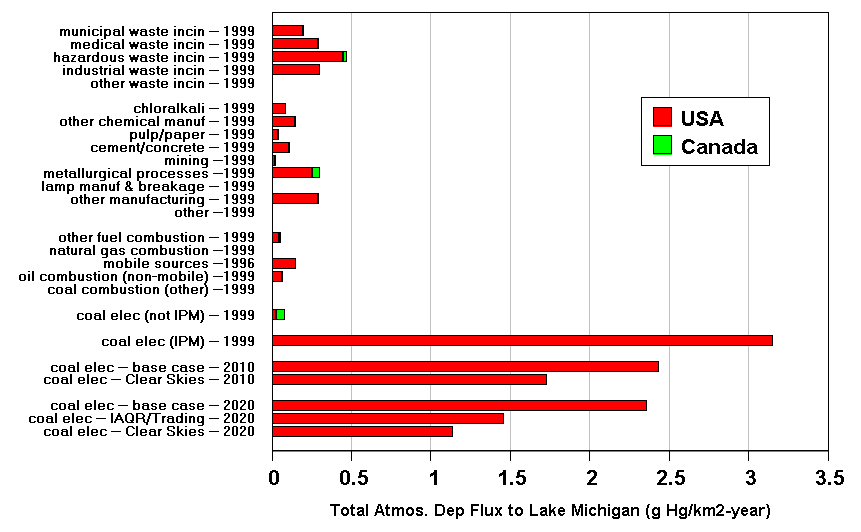 municipal waste incin – 1999
medical waste incin – 1999
hazardous waste incin – 1999
industrial waste incin – 1999
other waste incin – 1999
chloralkali – 1999
other chemical manuf – 1999
pulp/paper – 1999
cement/concrete – 1999
mining –1999
metallurgical processes –1999
lamp manuf & breakage – 1999
other manufacturing – 1999
other –1999
other fuel combustion – 1999
natural gas combustion –1999
mobile sources –1996
oil combustion (non-mobile) –1999
coal combustion (other) –1999
coal elec (not IPM) – 1999
coal elec (IPM) – 1999
coal elec – base case – 2010
coal elec – Clear Skies – 2010
coal elec – base case – 2020
coal elec – IAQR/Trading – 2020
coal elec – Clear Skies – 2020
USA
Canada
0 0.5 1 1.5 2 2.5 3 3.5
Total Atmos. Dep Flux to Lake Michigan (g Hg/km2-year)